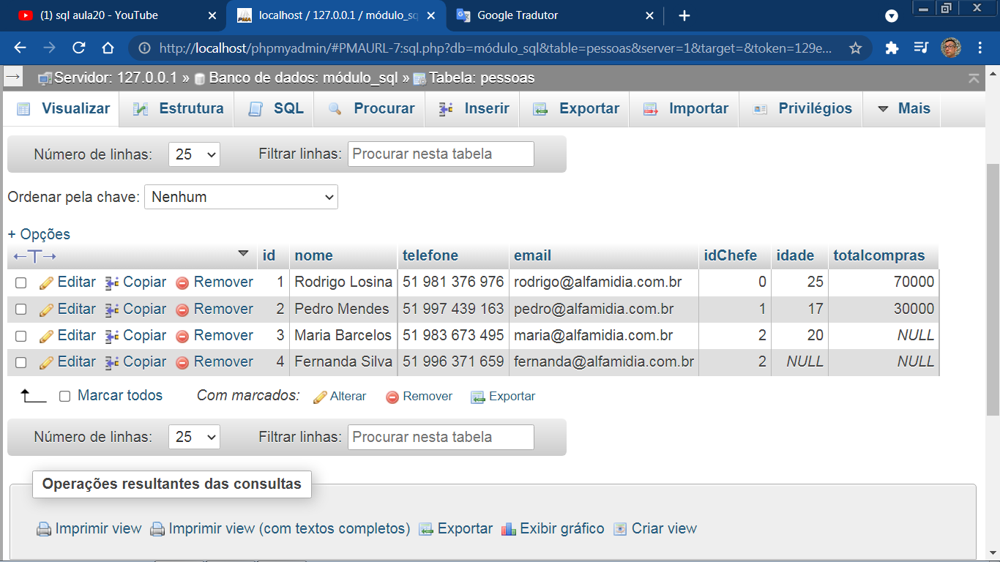 (1) sql aula20 - YouTube
localhost / 127.0.0.1 / módulo_sq
Google Tradutor
http://localhost/phpmyadmin/#PMAURL-7:sql.php?db=módulo_sql&table=pessoas&server=1&target=&token=129e...
Servidor: 127.0.0.1 » Banco de dados: módulo_sql » Tabela: pessoas
Visualizar Estrutura SQL Procurar Inserir Exportar Importar Privilégios Mais
Número de linhas: 25 Filtrar linhas: Procurar nesta tabela
Ordenar pela chave: Nenhum
+ Opções
←T→ id nome telefone email idChefe idade totalcompras
Editar Copiar Remover 1 Rodrigo Losina 51 981 376 976 rodrigo@alfamidia.com.br 0 25 70000
Editar Copiar Remover 2 Pedro Mendes 51 997 439 163 pedro@alfamidia.com.br 1 17 30000
Editar Copiar Remover 3 Maria Barcelos 51 983 673 495 maria@alfamidia.com.br 2 20 NULL
Editar Copiar Remover 4 Fernanda Silva 51 996 371 659 fernanda@alfamidia.com.br 2 NULL NULL
Marcar todos Com marcados: Alterar Remover Exportar
Número de linhas: 25 Filtrar linhas: Procurar nesta tabela
Operações resultantes das consultas
Imprimir view Imprimir view (com textos completos) Exportar Exibir gráfico Criar view